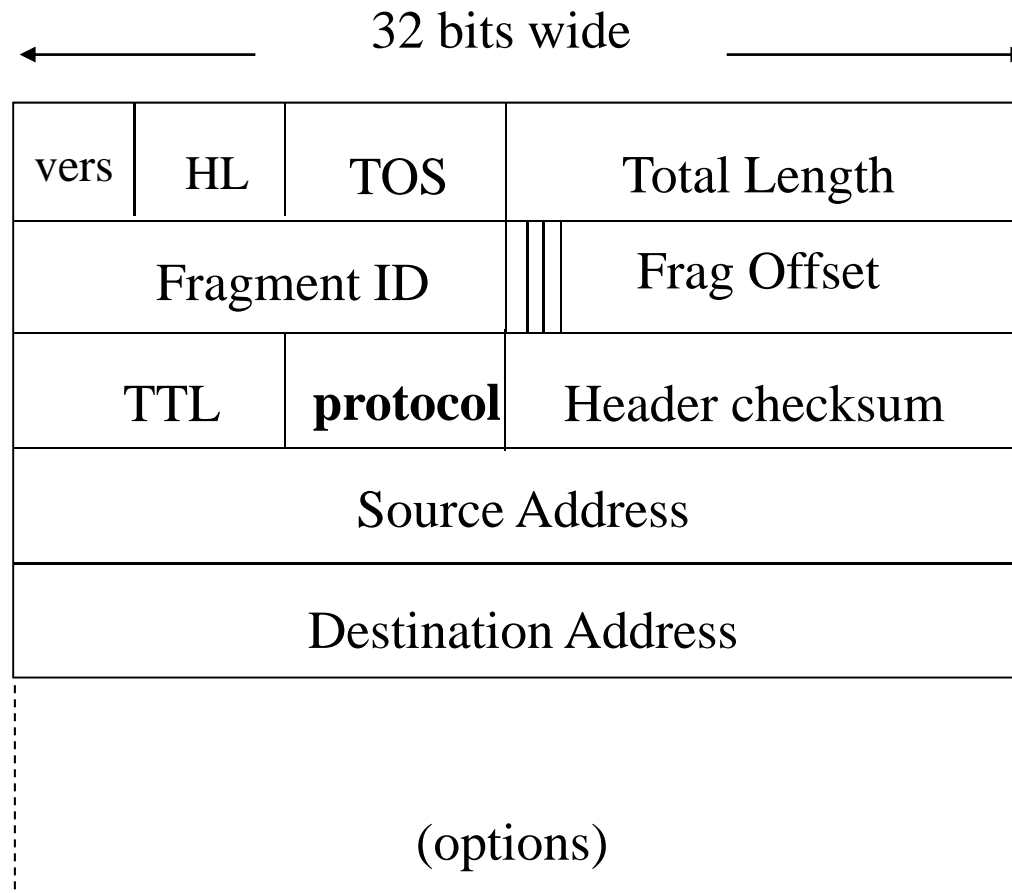 32 bits wide
vers HL TOS Total Length
Fragment ID Frag Offset
TTL protocol Header checksum
Source Address
Destination Address
(options)